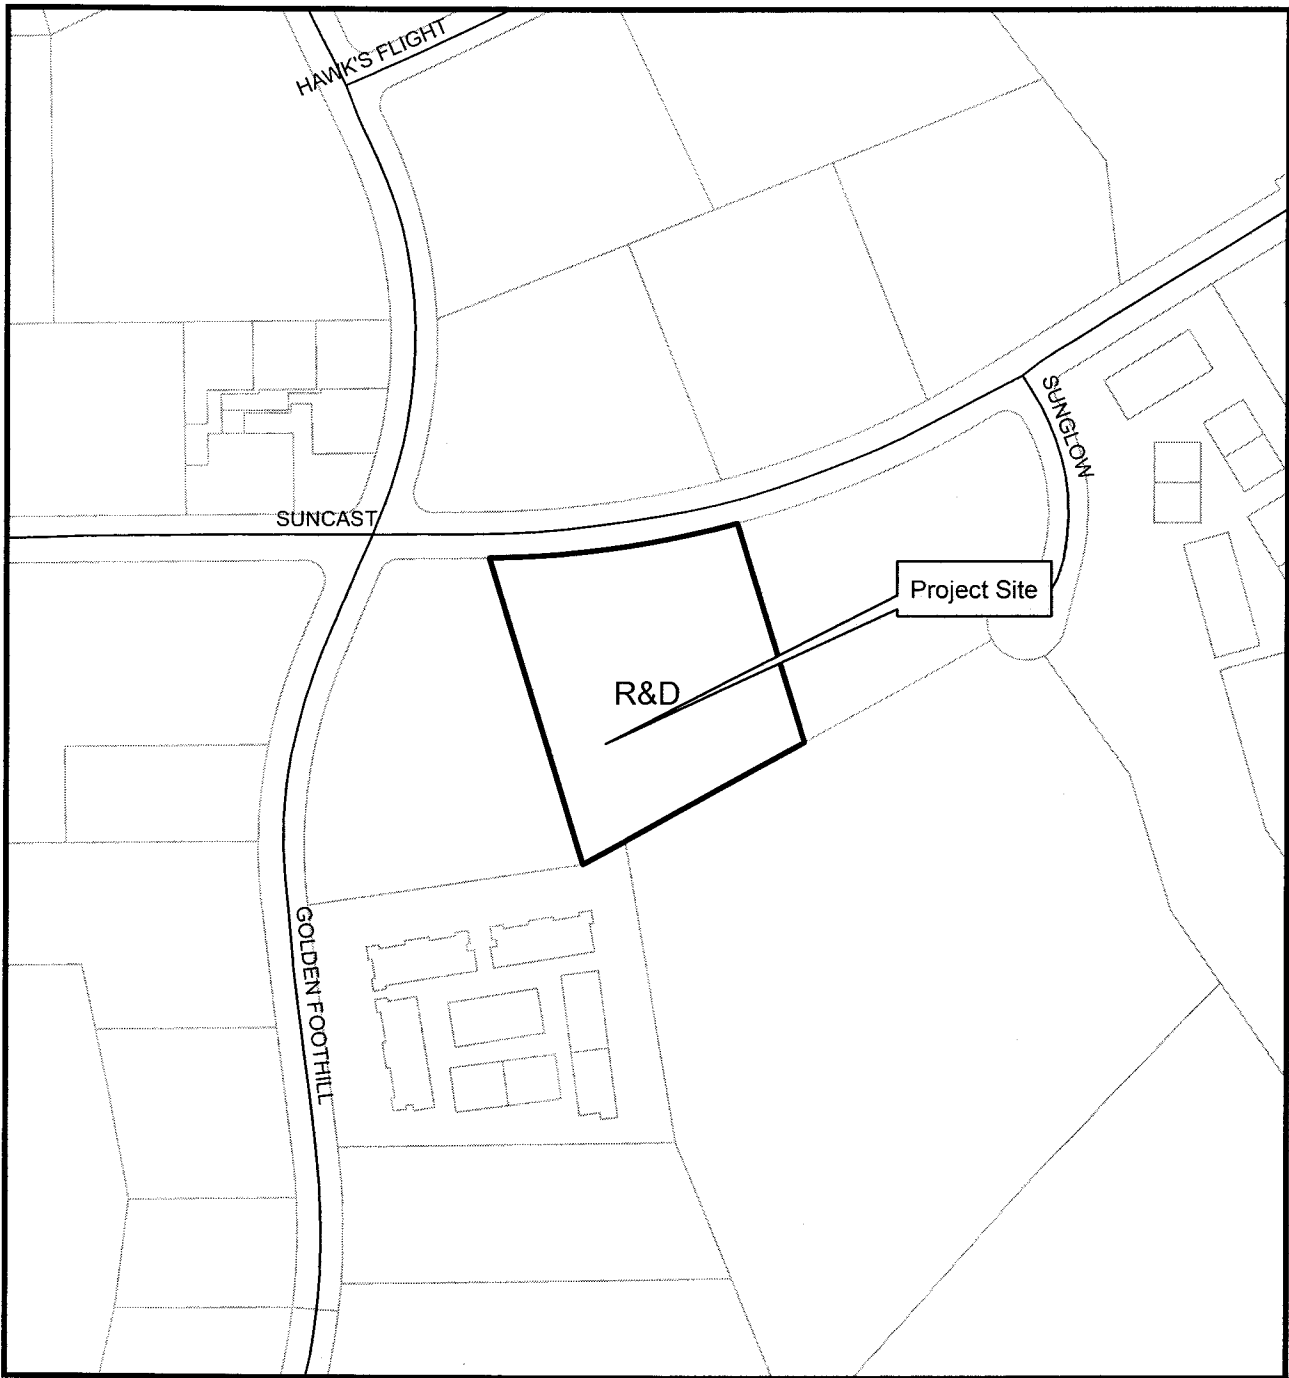 HAWK'S FLIGHT
SUNGLOW
SUNCAST
Project Site
R&D
GOLDEN FOOTHILL